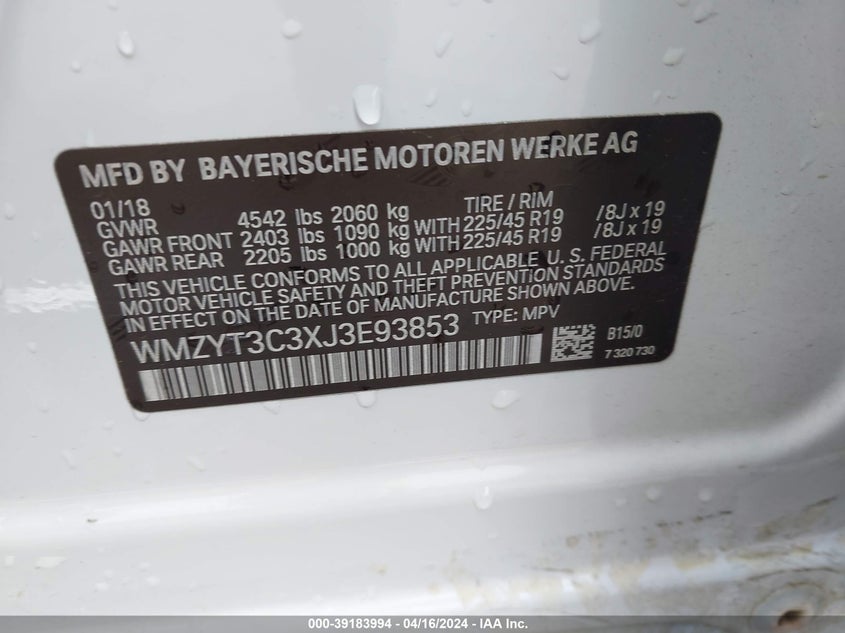 MFD BY BAYERISCHE MOTOREN WERKE AG
01/18 TIRE / RIM
GVWR 4542 lbs 2060 kg
GAWR FRONT 2403 lbs 1090 kg WITH 225/45 R19 /8J x 19
GAWR REAR 2205 lbs 1000 kg WITH 225/45 R19 /8J x 19
THIS VEHICLE CONFORMS TO ALL APPLICABLE U. S. FEDERAL
MOTOR VEHICLE SAFETY AND THEFT PREVENTION STANDARDS
IN EFFECT ON THE DATE OF MANUFACTURE SHOWN ABOVE.
WMZYT3C3XJ3E93853 TYPE: MPV
B15/0
7 320 730
000-39183994 - 04/16/2024 - IAA Inc.